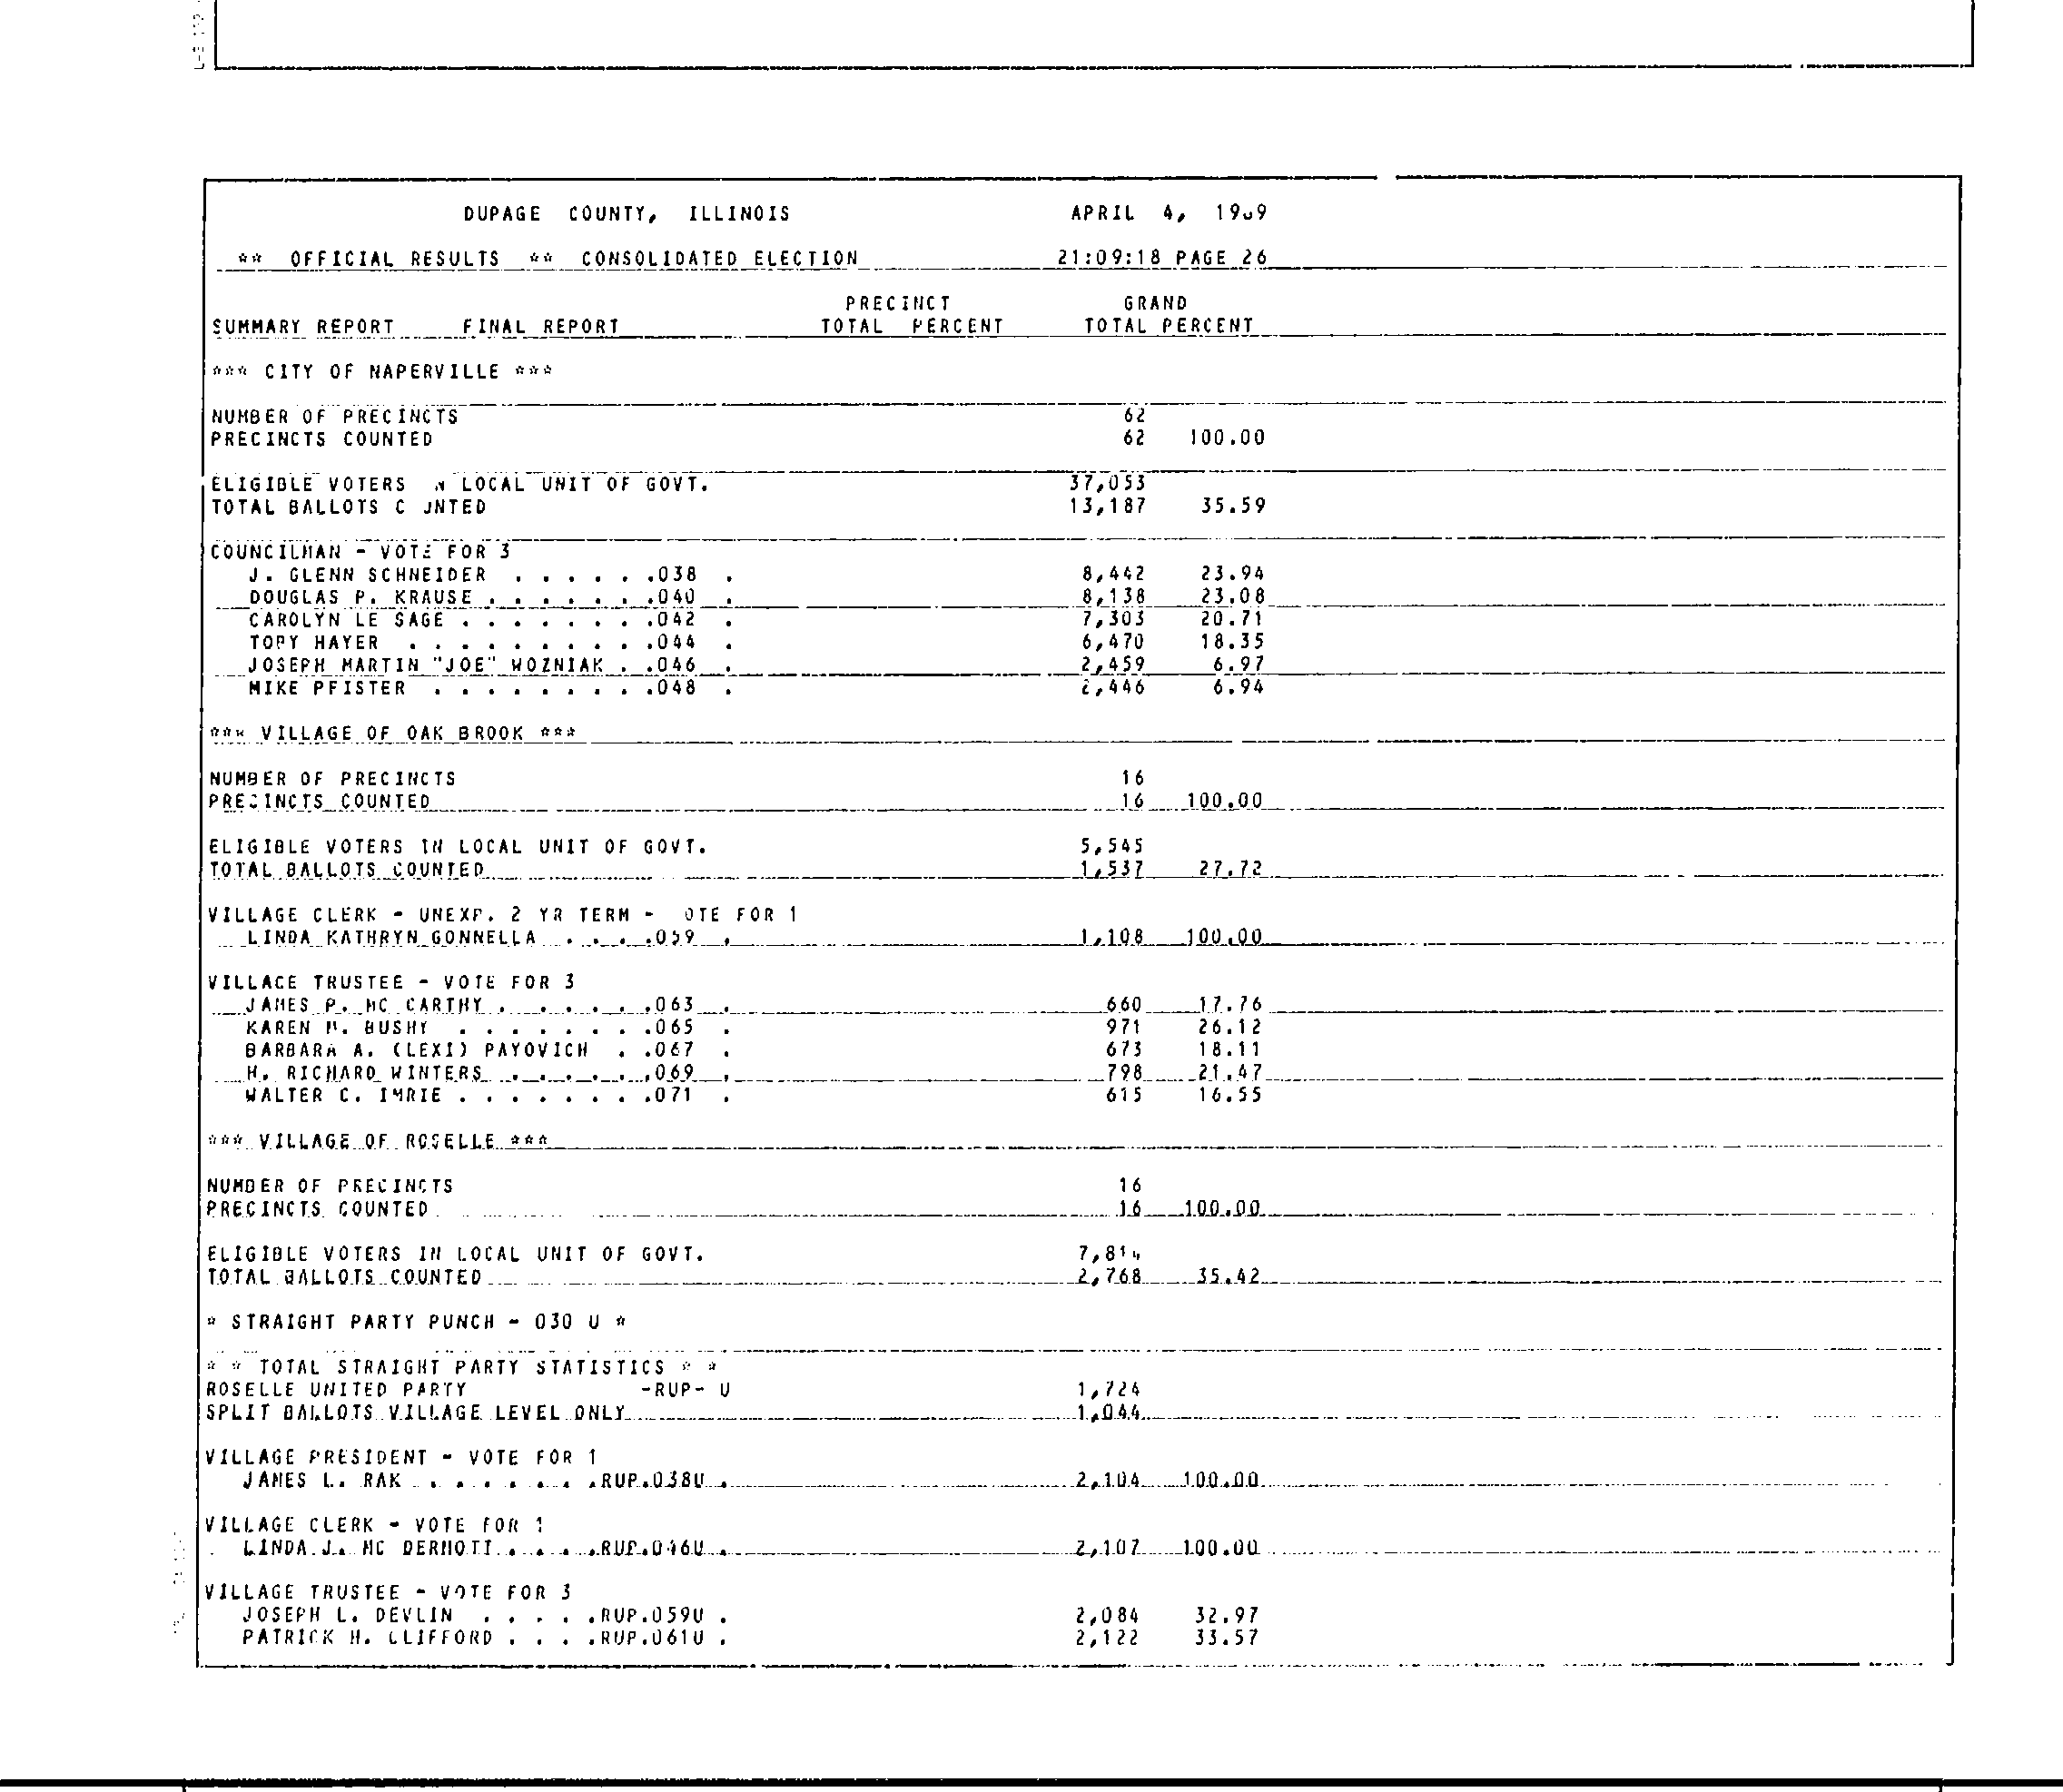 DUPAGE COUNTY, ILLINOIS APRIL 4,
** OFFICIAL RESULTS ** CONSOLIDATED ELECTION 21:09:18 PAGE 26
PRECINCT GRAND
SUMMARY REPORT FINAL REPORT TOTAL PERCENT TOTAL PERCENT
*** CITY OF NAPERVILLE ***
NUMBER OF PRECINCTS 62
PRECINCTS COUNTED 62 100.00
ELIGIBLE VOTERS LOCAL UNIT OF GOVT. 37,053
TOTAL BALLOTS 13,187 35.59
COUNCILMAN - VOTE FOR 3
J. GLENN SCHNEIDER . . . . . .038 . 8,442 23.94
DOUGLAS P. KRAUSE . . . . . . .040 . 8,138 23.08
CAROLYN LE SAGE . . . . . . . .042 . 7,303 20.71
HAYER . . . . . . . . . .044 . 6,470 18.35
JOSEPH MARTIN "JOE" WOZNIAK . .046 . 2,459 6.97
MIKE PFISTER . . . . . . . . .048 . 2,446 6.94
*** VILLAGE OF OAK BROOK ***
NUMBER OF PRECINCTS 16
PRECINCTS COUNTED 16 100.00
ELIGIBLE VOTERS IN LOCAL UNIT OF GOVT. 5,545
TOTAL BALLOTS COUNTED 1,537 27.72
VILLAGE CLERK - UNEXP. 2 YR TERM - OTE FOR 1
LINDA KATHRYN GONNELLA . . . .059 . 1,108 100.00
VILLAGE TRUSTEE - VOTE FOR 3
JAMES P. MC CARTHY . . . . . .063 . 660 17.76
KAREN M. BUSHY . . . . . . . .065 . 971 26.12
BARBARA A. (LEXI) PAYOVICH . .067 . 673 18.11
H. RICHARD WINTERS . . . . . .069 . 798 21.47
WALTER C. IMRIE . . . . . . . .071 . 615 16.55
*** VILLAGE OF ROSELLE ***
NUMBER OF PRECINCTS 16
PRECINCTS COUNTED 16 100.00
ELIGIBLE VOTERS IN LOCAL UNIT OF GOVT.
TOTAL BALLOTS COUNTED 2,768 35.42
* STRAIGHT PARTY PUNCH - 030 U *
* * TOTAL STRAIGHT PARTY STATISTICS * *
ROSELLE UNITED PARTY -RUP- U 1,724
SPLIT BALLOTS VILLAGE LEVEL ONLY 1,044
VILLAGE PRESIDENT - VOTE FOR 1
JAMES L. RAK . . . . . . .RUP.038U . 2,104 100.00
VILLAGE CLERK - VOTE FOR 1
LINDA J. MC DERMOTT . . . .RUP.046U . 2,107 100.00
VILLAGE TRUSTEE - VOTE FOR 3
JOSEPH L. DEVLIN . . . . .RUP.059U . 2,084 32.97
PATRICK H. CLIFFORD . . . .RUP.061U . 2,122 33.57